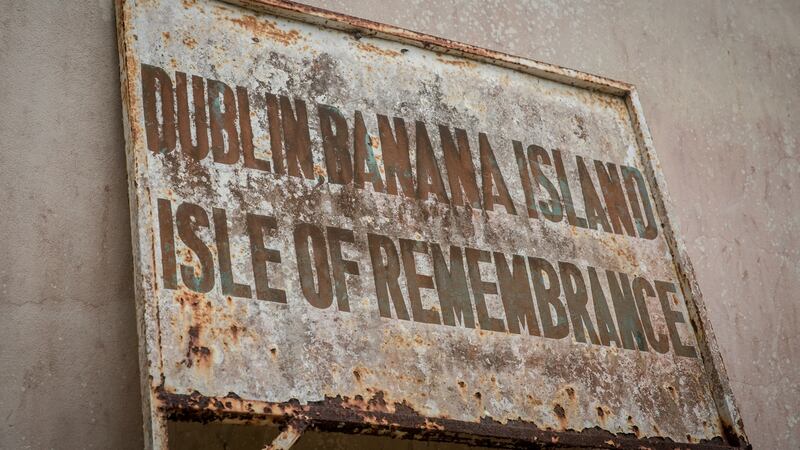 DUBLIN, BANANA ISLAND
ISLE OF REMEMBRANCE